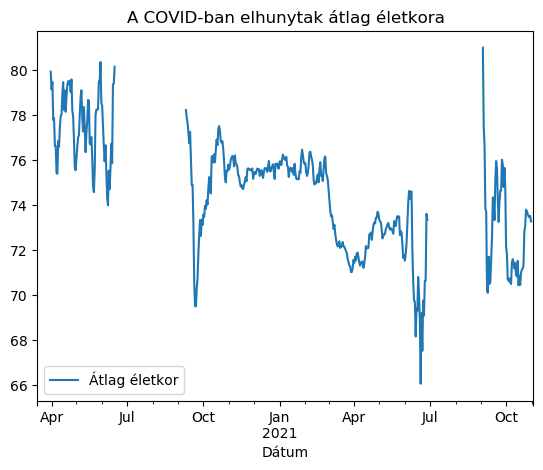 A COVID-ban elhunytak átlag életkora
80
78
76
74
72
70
68
66
Átlag életkor
Apr Jul Oct Jan Apr Jul Oct
2021
Dátum